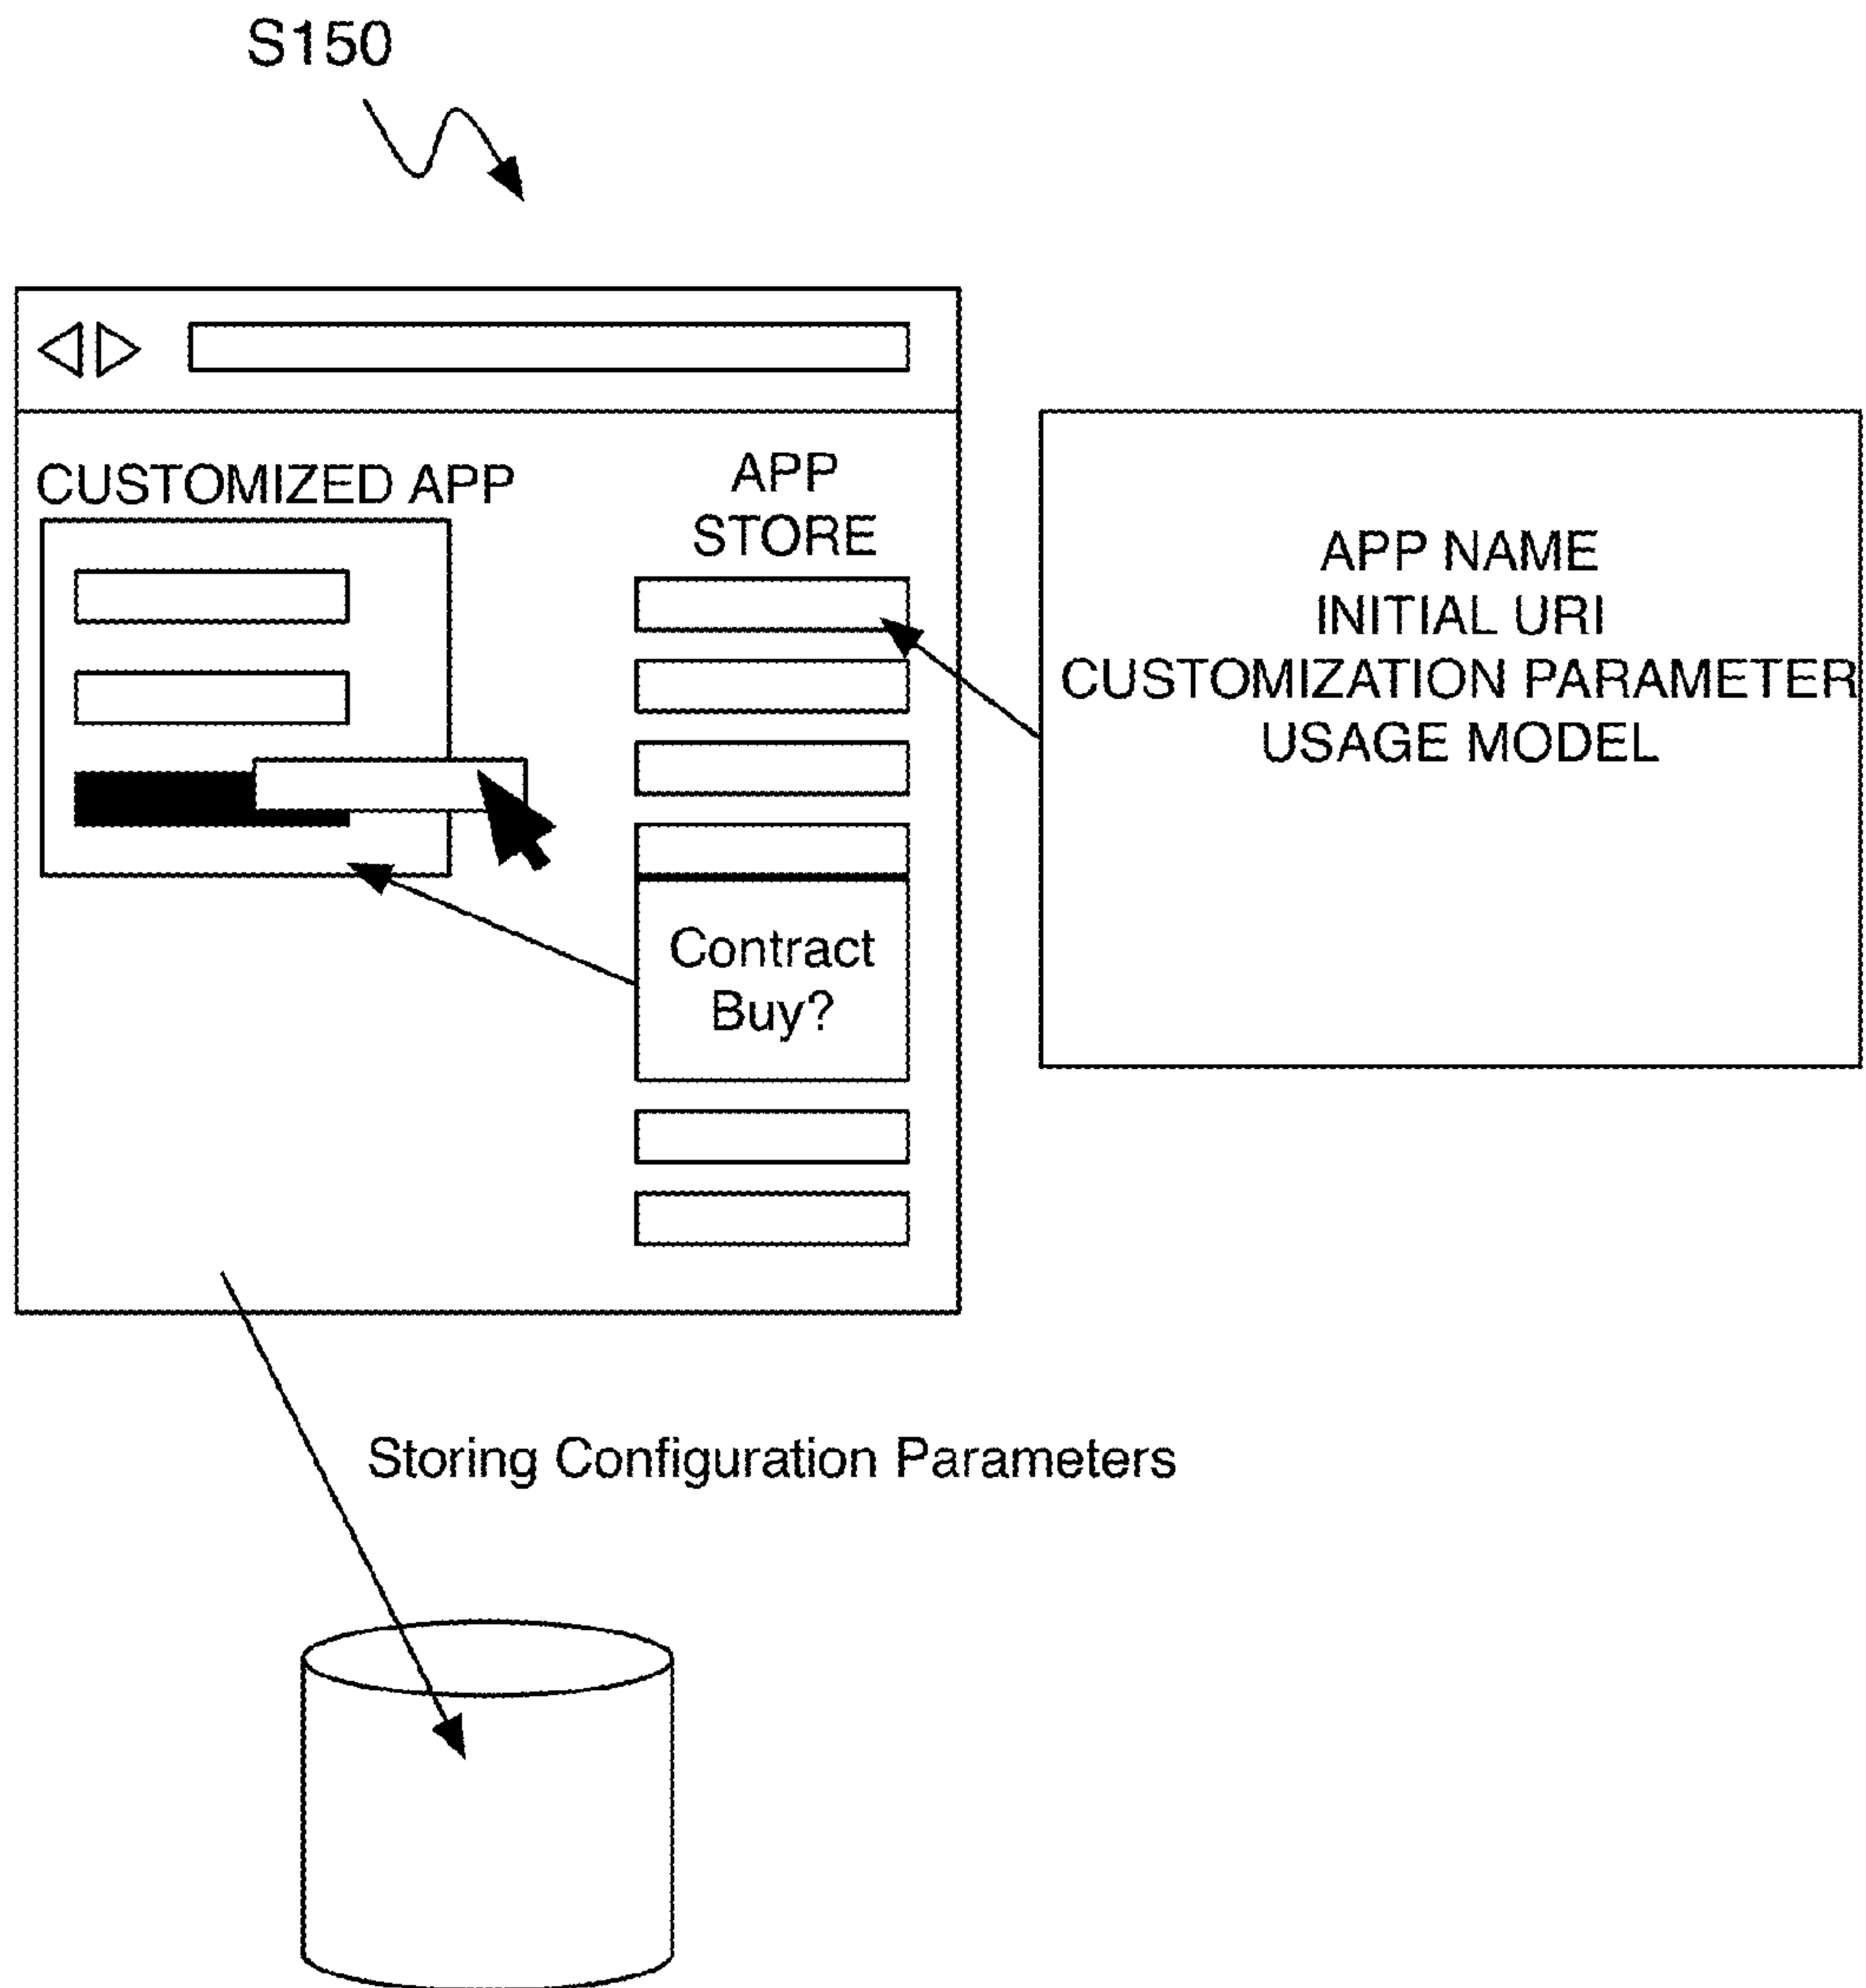 S150
CUSTOMIZED APP
APP
STORE
Contract
Buy?
APP NAME
INITIAL URI
CUSTOMIZATION PARAMETER
USAGE MODEL
Storing Configuration Parameters